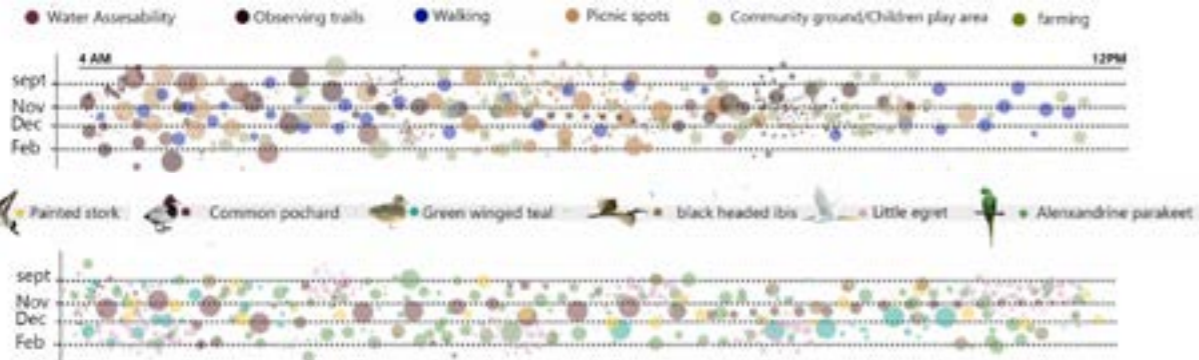 Water Assesability Observing trails Walking Picnic spots Community ground/Children play area farming
4 AM 12PM
sept
Nov
Dec
Feb
Painted stork Common pochard Green winged teal black headed ibis Little egret Alenxandrine parakeet
sept
Nov
Dec
Feb